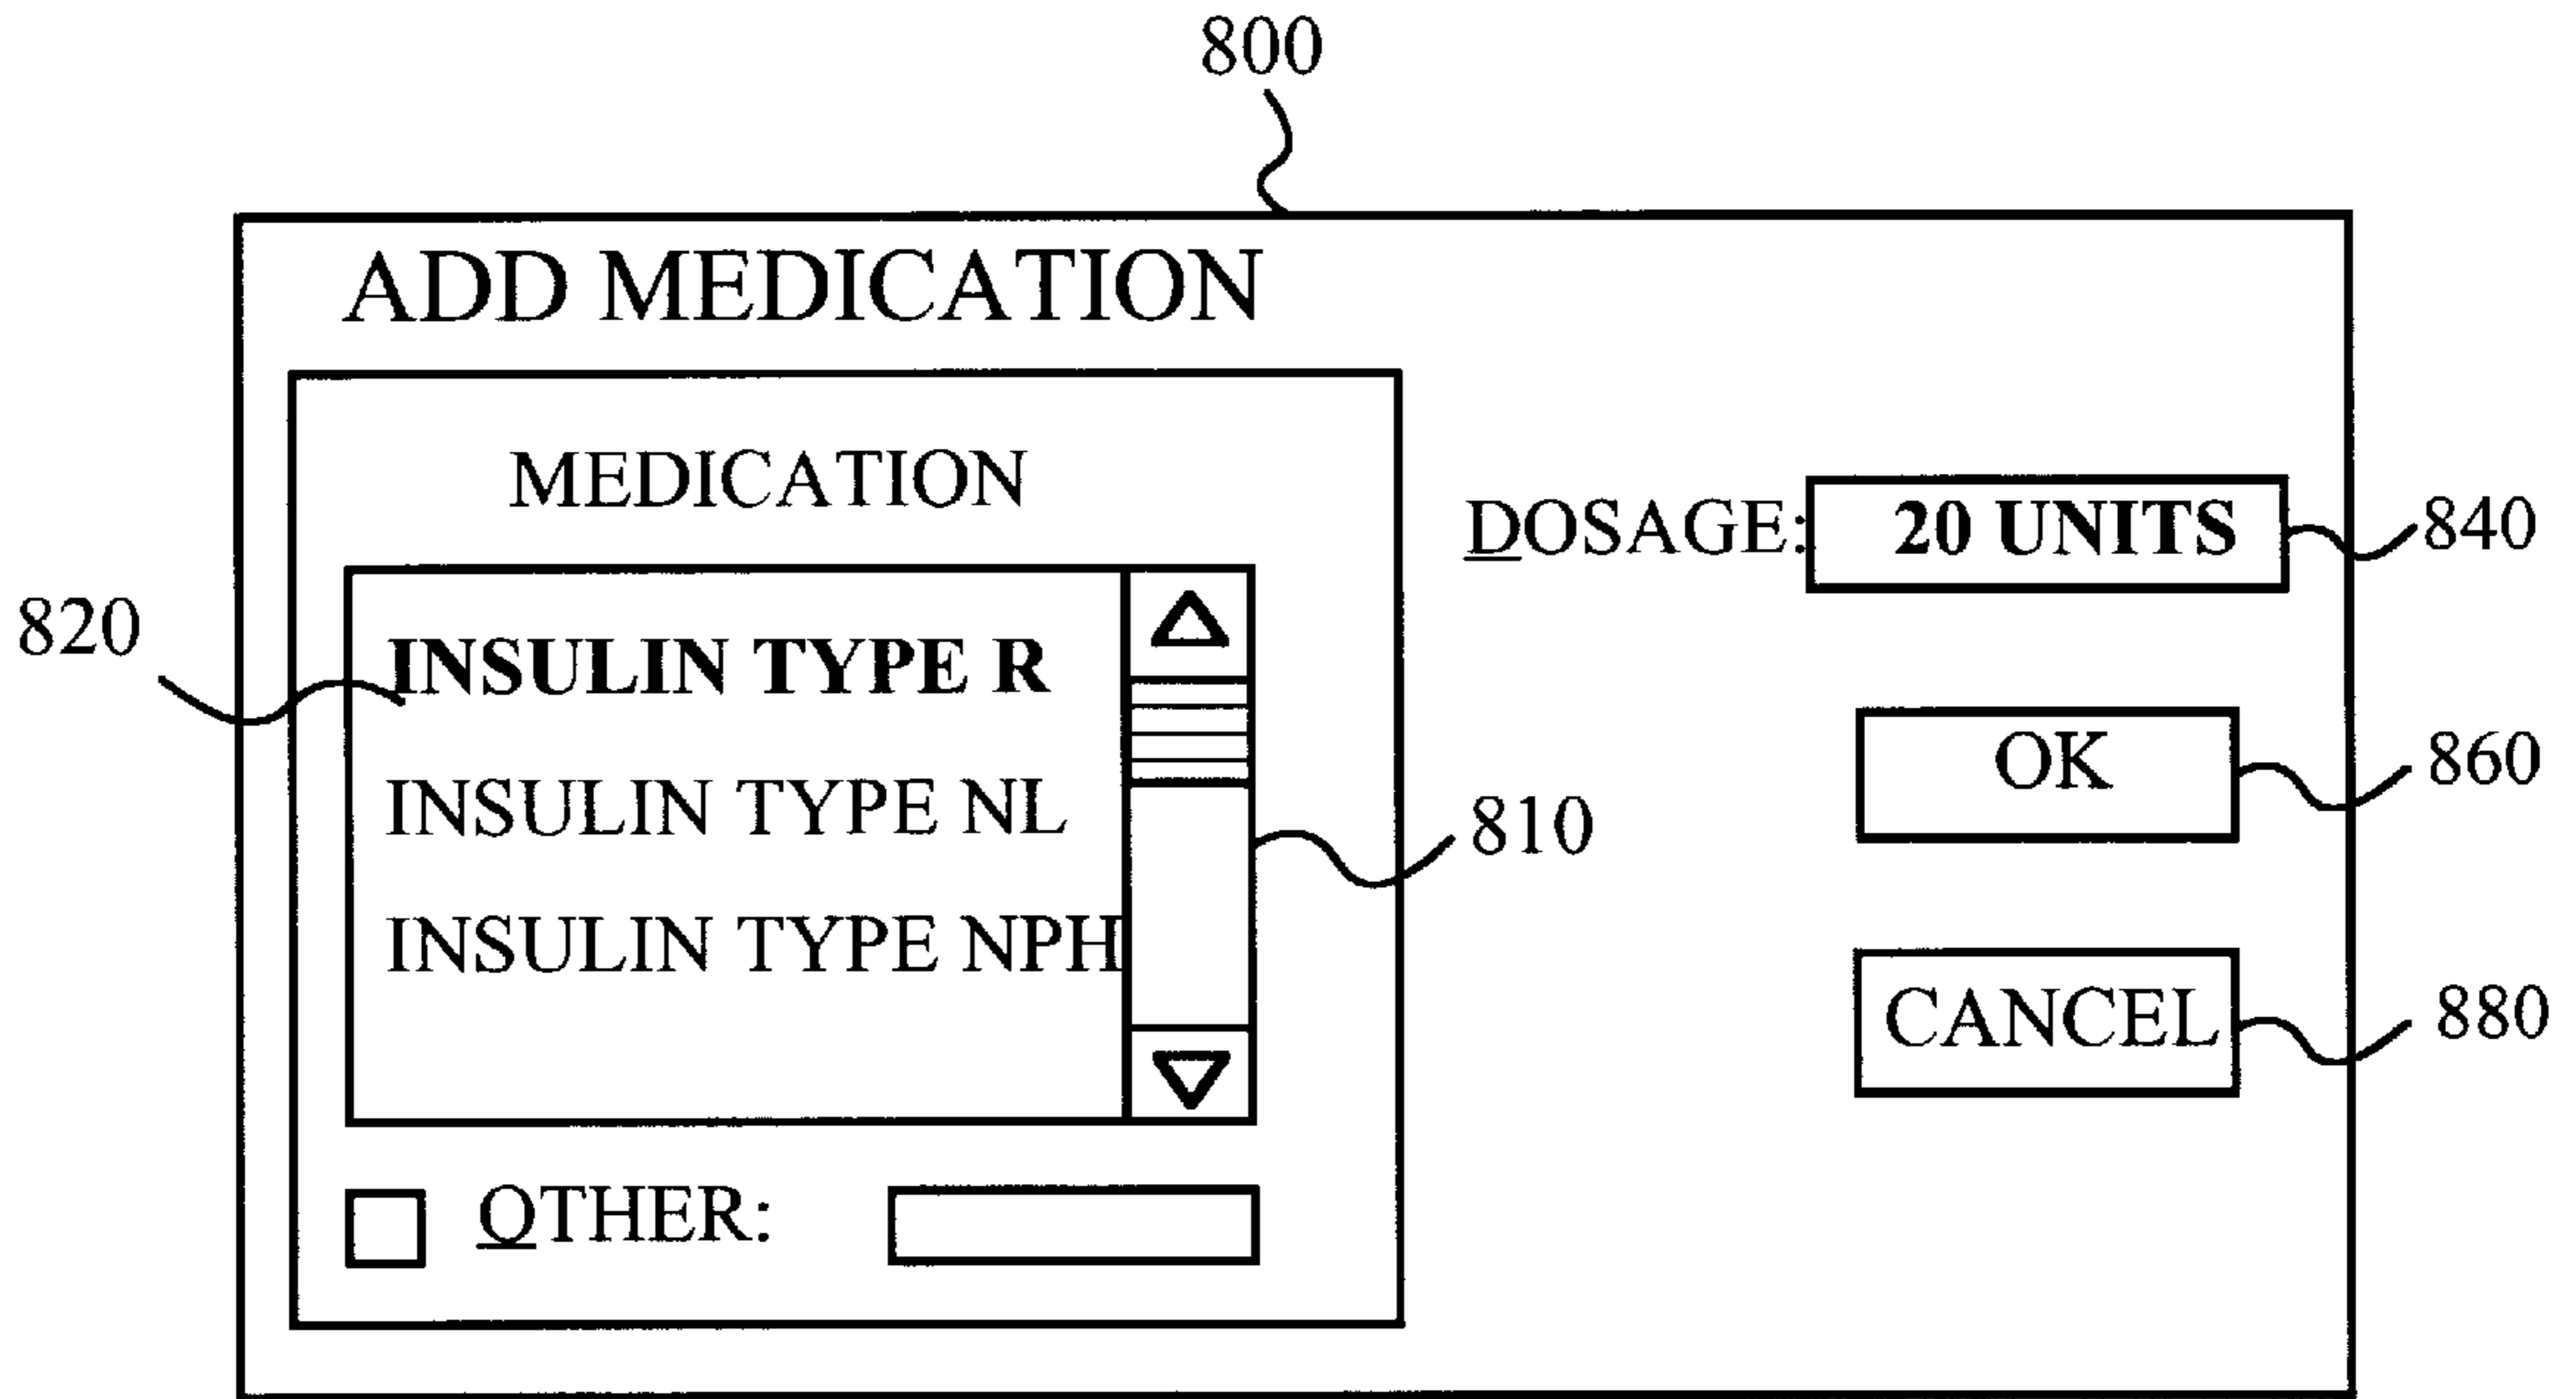 800
ADD MEDICATION
MEDICATION
DOSAGE: 20 UNITS 840
820
INSULIN TYPE R
OK 860
INSULIN TYPE NL
810
INSULIN TYPE NPH
CANCEL 880
OTHER: